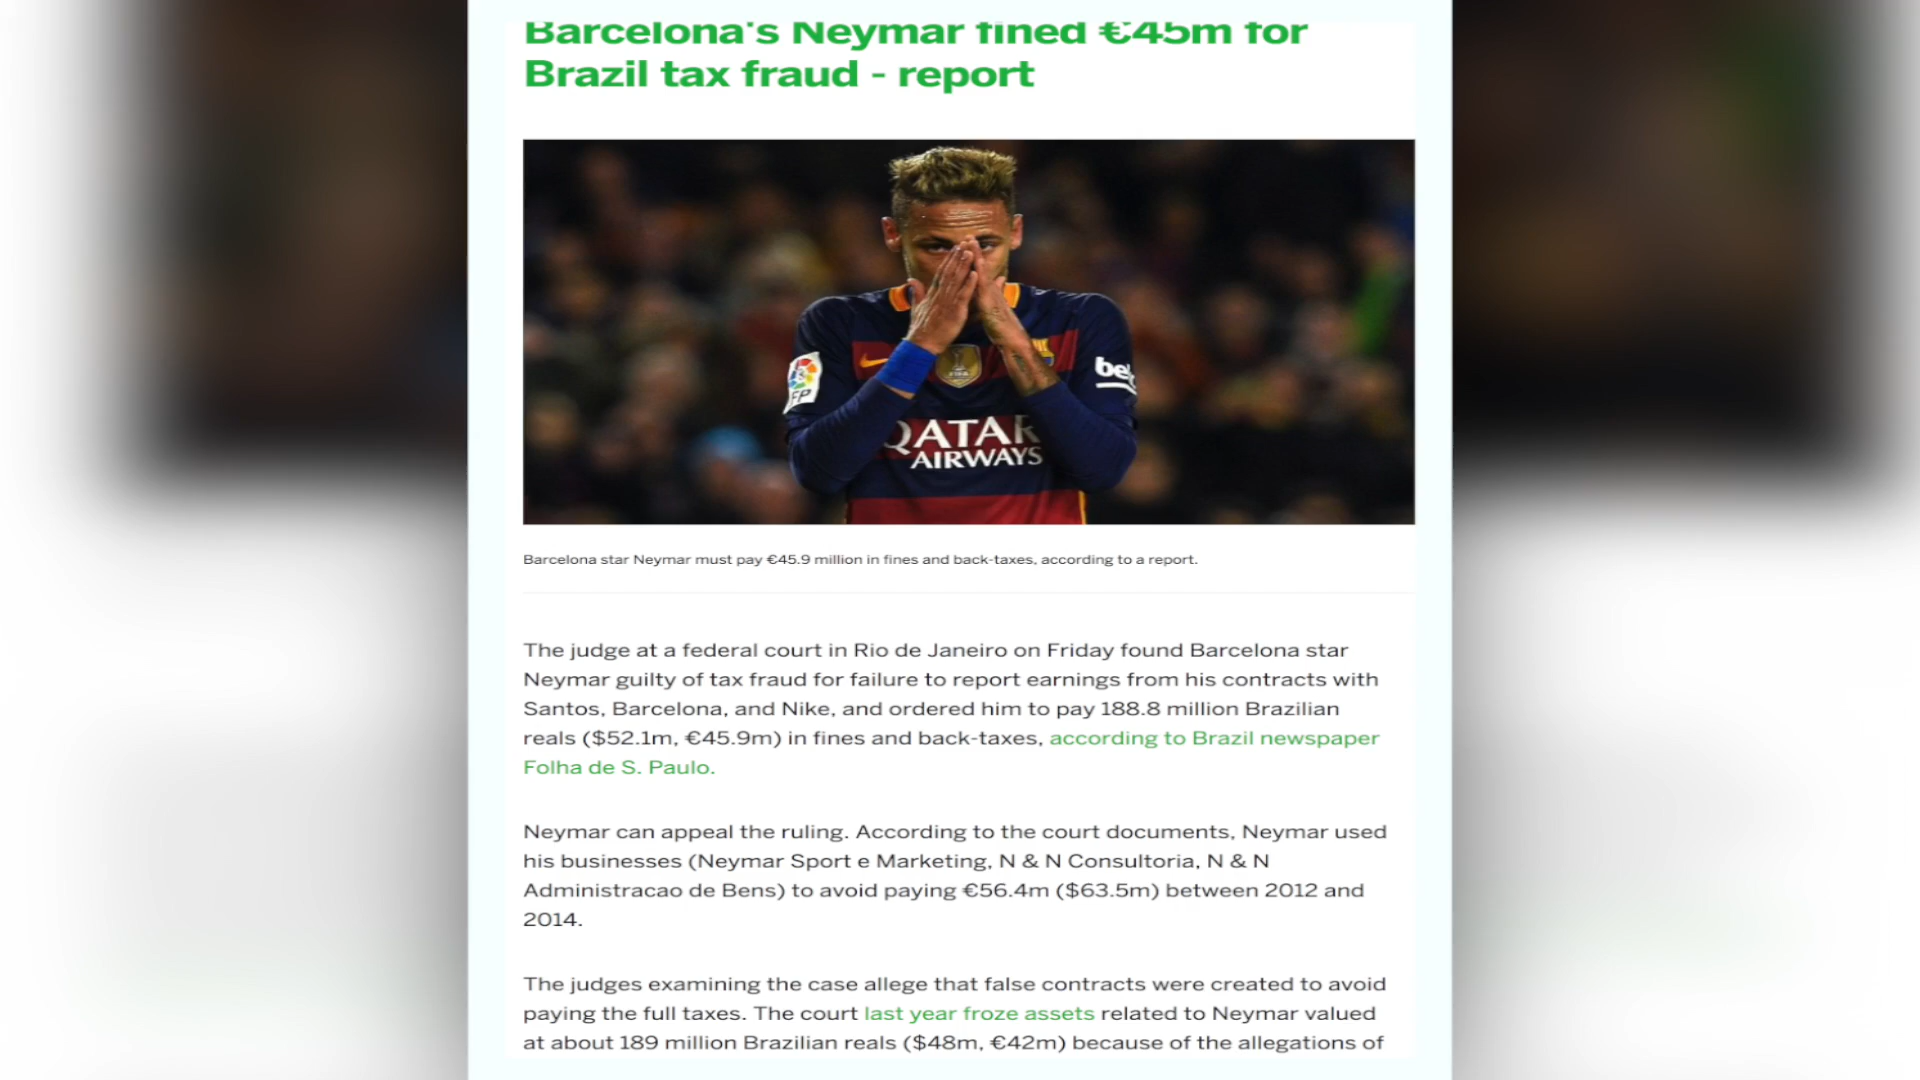 Barcelona's Neymar fined €45m for
Brazil tax fraud - report
FP
FIFA
be
QATAR
AIRWAYS
Barcelona star Neymar must pay €45.9 million in fines and back-taxes, according to a report.
The judge at a federal court in Rio de Janeiro on Friday found Barcelona star
Neymar guilty of tax fraud for failure to report earnings from his contracts with
Santos, Barcelona, and Nike, and ordered him to pay 188.8 million Brazilian
reals ($52.1m, €45.9m) in fines and back-taxes, according to Brazil newspaper
Folha de S. Paulo.
Neymar can appeal the ruling. According to the court documents, Neymar used
his businesses (Neymar Sport e Marketing, N & N Consultoria, N & N
Administracao de Bens) to avoid paying €56.4m ($63.5m) between 2012 and
2014.
The judges examining the case allege that false contracts were created to avoid
paying the full taxes. The court last year froze assets related to Neymar valued
at about 189 million Brazilian reals ($48m, €42m) because of the allegations of